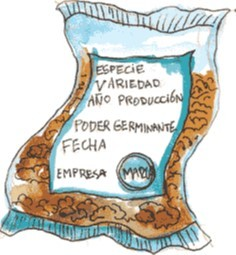 ESPECIE
VARIEDAD
AÑO PRODUCCIÓN
PODER GERMINANTE
FECHA
EMPRESA MARCA